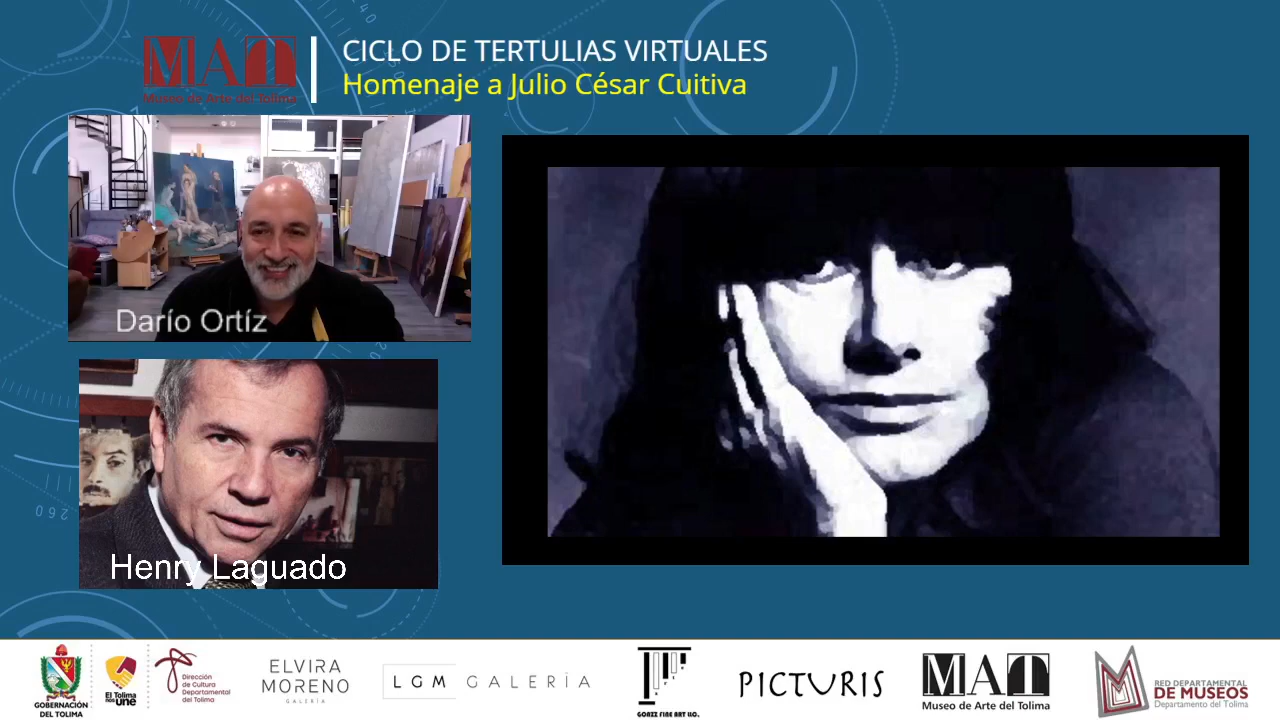 MAT
Museo de Arte del Tolima
CICLO DE TERTULIAS VIRTUALES
Homenaje a Julio César Cuitiva
Darío Ortíz
Henry Laguado
260
GOBERNACIÓN
DEL TOLIMA
El Tolima
nos UNE
Dirección
de Cultura
Departamental
del Tolima
ELVIRA
MORENO
GALERÍA
LGM GALERÍA
GONZZ FINE ART LLC.
PICTURIS
MAT
Museo de Arte del Tolima
RED DEPARTAMENTAL
DE MUSEOS
Departamento del Tolima